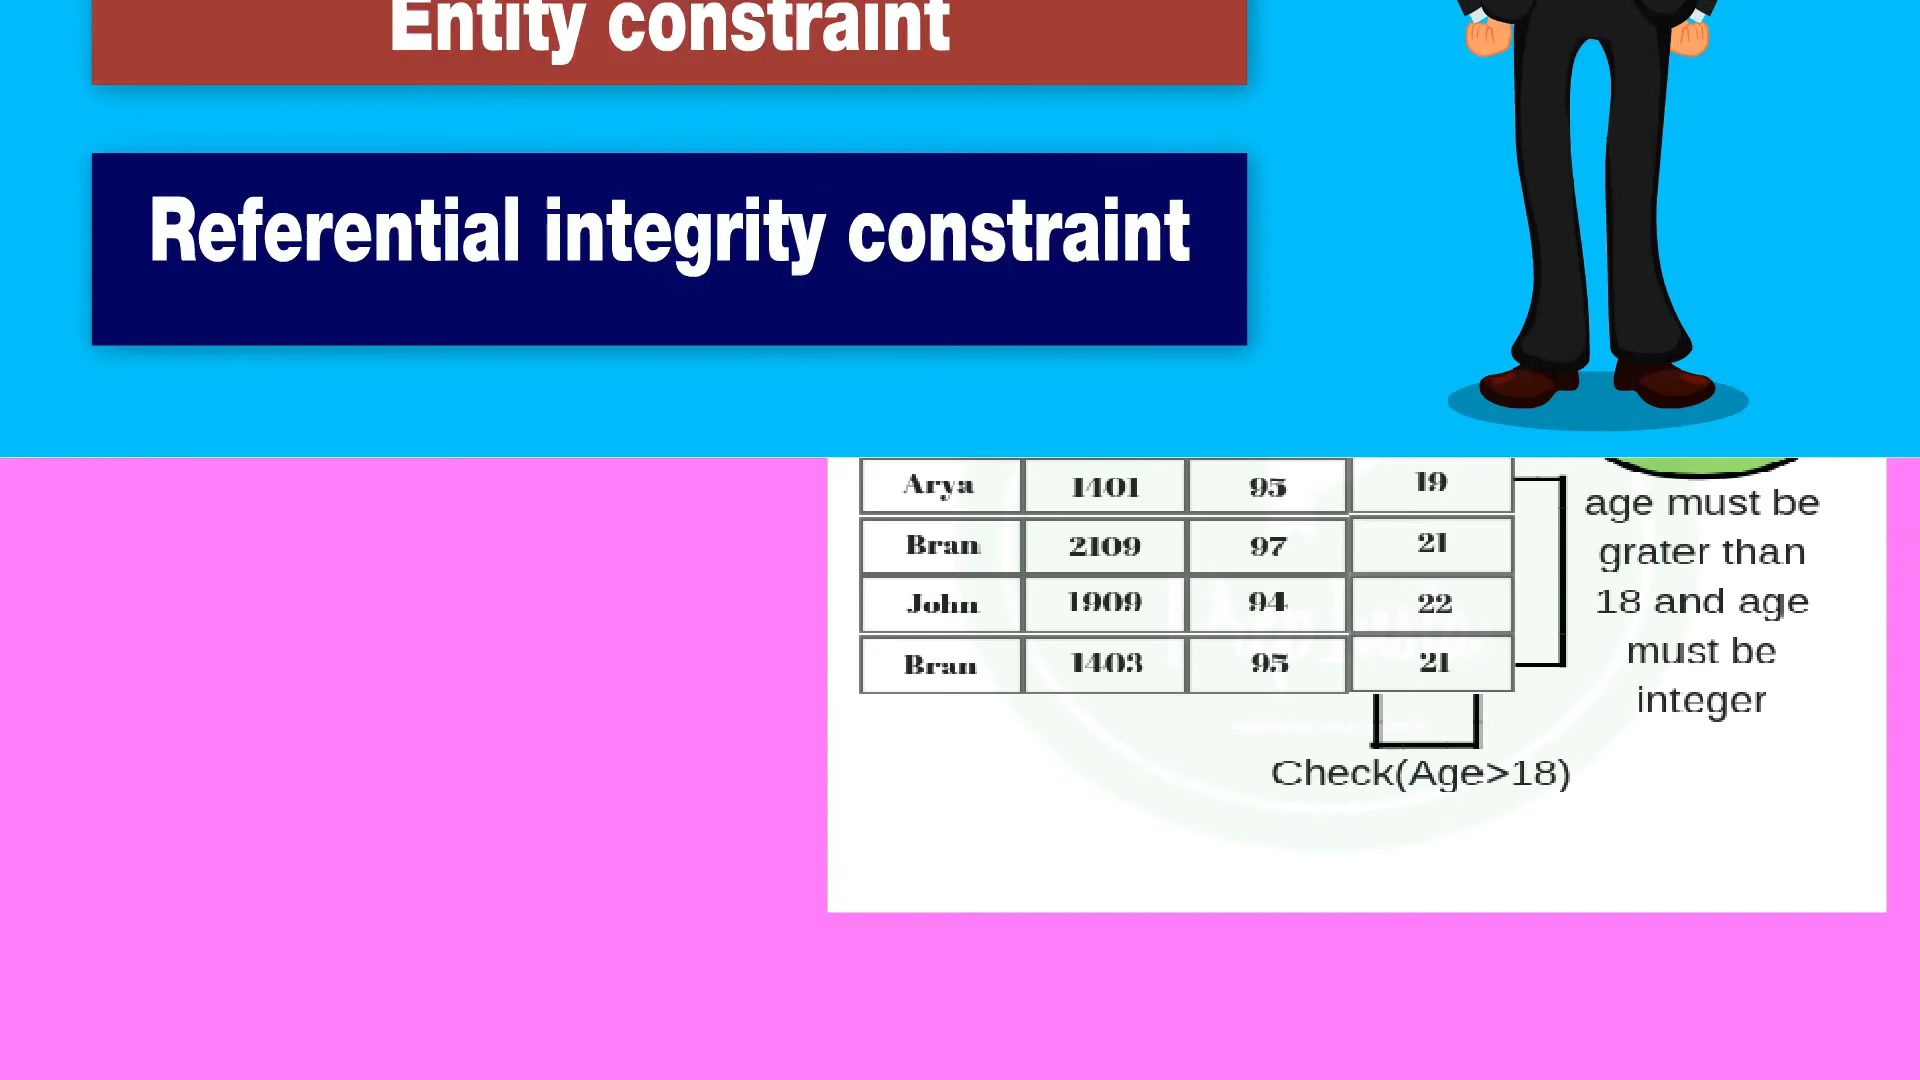 Entity constraint
Referential integrity constraint
Arya 1401 95 19
Bran 2109 97 21
John 1909 94 22
Bran 1403 95 21
age must be
grater than
18 and age
must be
integer
Check(Age>18)